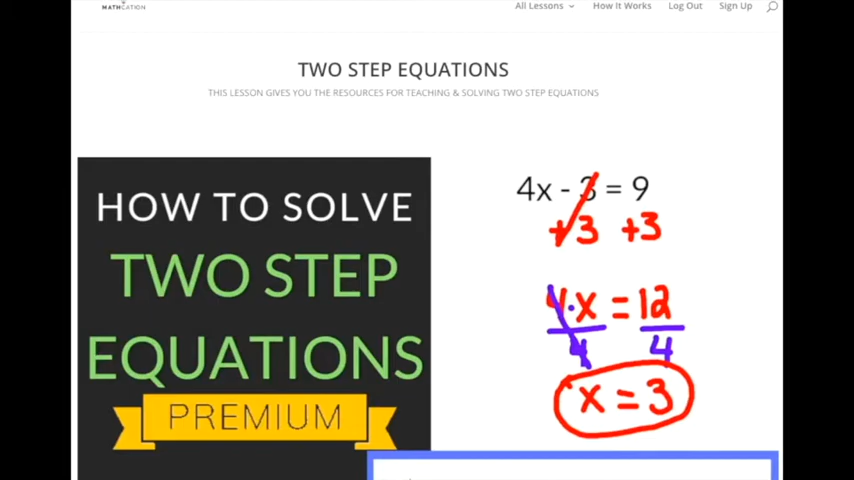 MATHCATION
All Lessons How It Works Log Out Sign Up
TWO STEP EQUATIONS
THIS LESSON GIVES YOU THE RESOURCES FOR TEACHING & SOLVING TWO STEP EQUATIONS
HOW TO SOLVE
TWO STEP
EQUATIONS
PREMIUM
4x - 3 = 9
+3 +3
4·x = 12
4 4
x = 3